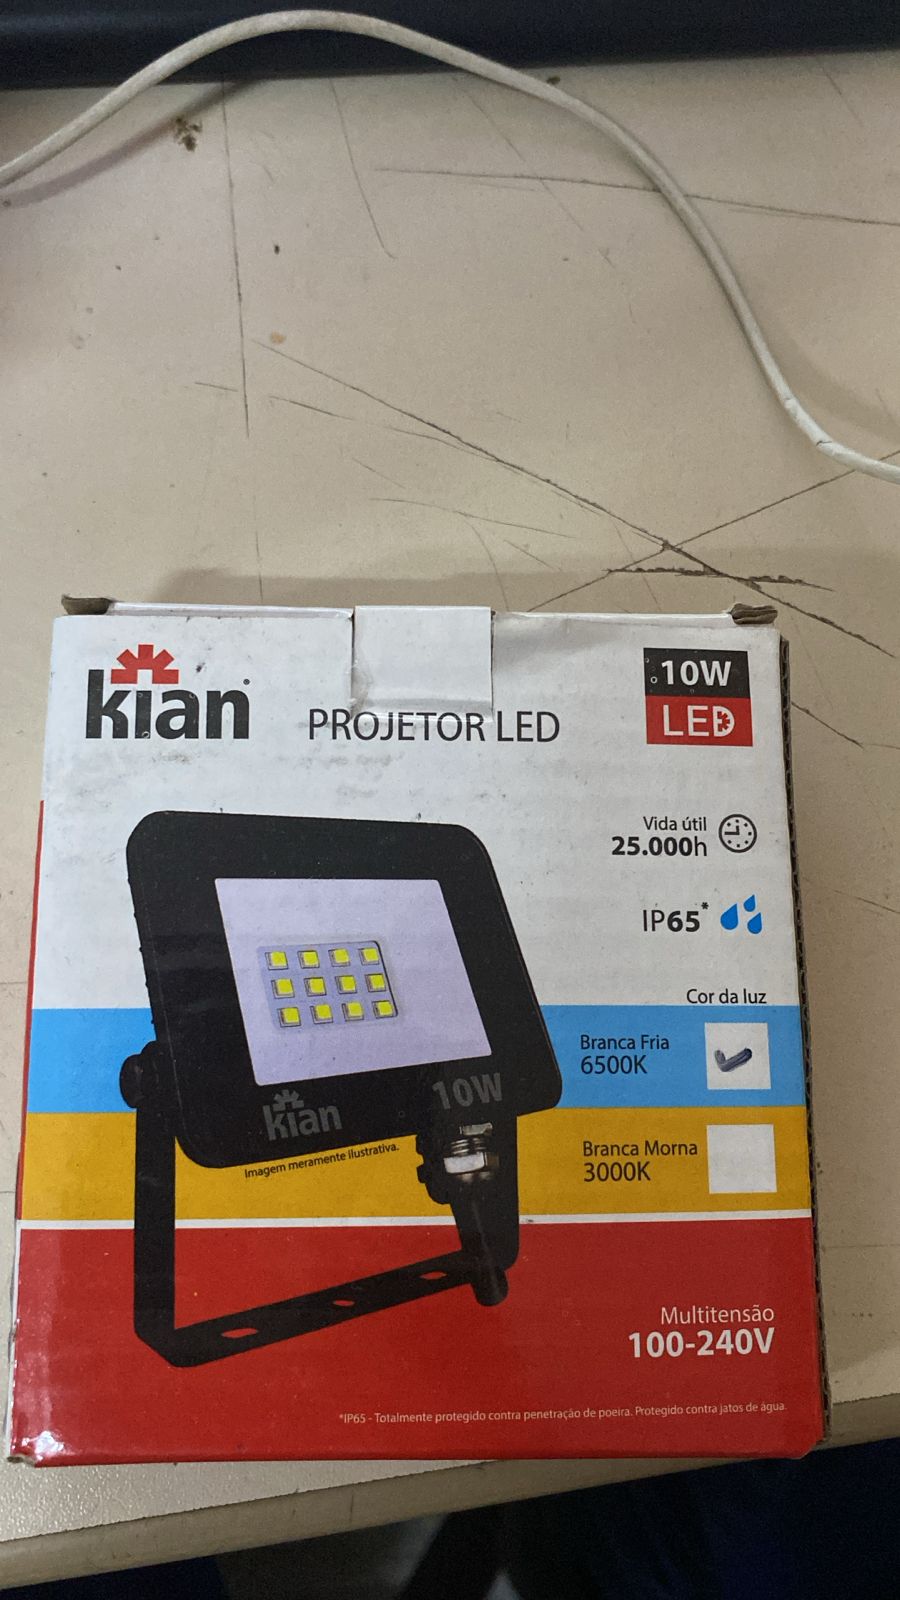 kian
PROJETOR LED
10W
LED
Vida útil
25.000h
IP65*
Cor da luz
Branca Fria
6500K
Branca Morna
3000K
kian
10W
Imagem meramente ilustrativa.
Multitensão
100-240V
*IP65 - Totalmente protegido contra penetração de poeira. Protegido contra jatos de água.